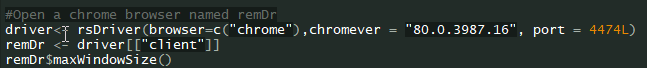 #Open a chrome browser named remDr
driver<- rsDriver(browser=c("chrome"),chromever = "80.0.3987.16", port = 4474L)
remDr <- driver[["client"]]
remDr$maxWindowSize()